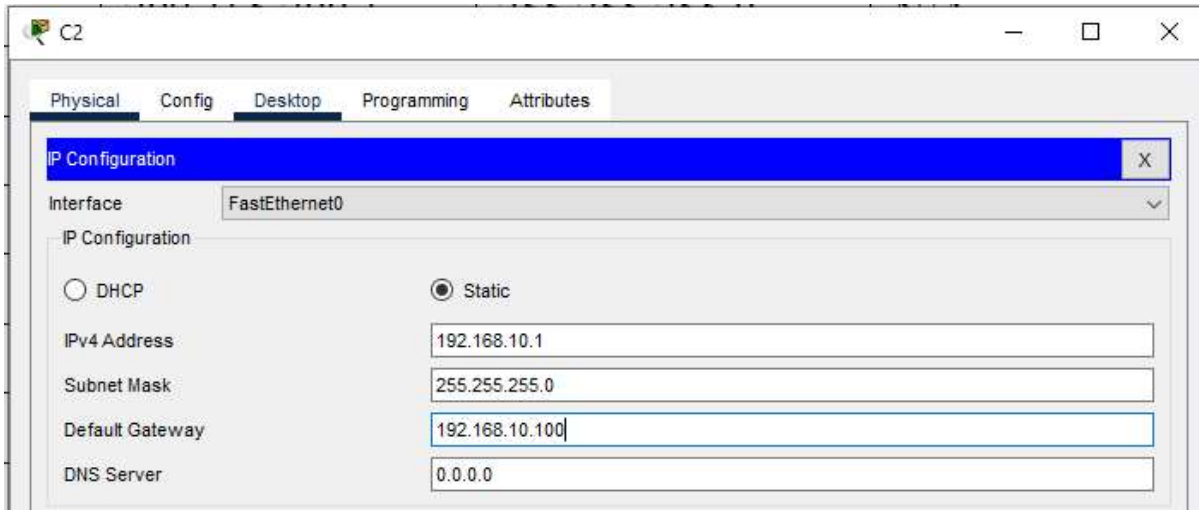 C2
Physical Config Desktop Programming Attributes
IP Configuration X
Interface FastEthernet0
IP Configuration
DHCP Static
IPv4 Address 192.168.10.1
Subnet Mask 255.255.255.0
Default Gateway 192.168.10.100
DNS Server 0.0.0.0